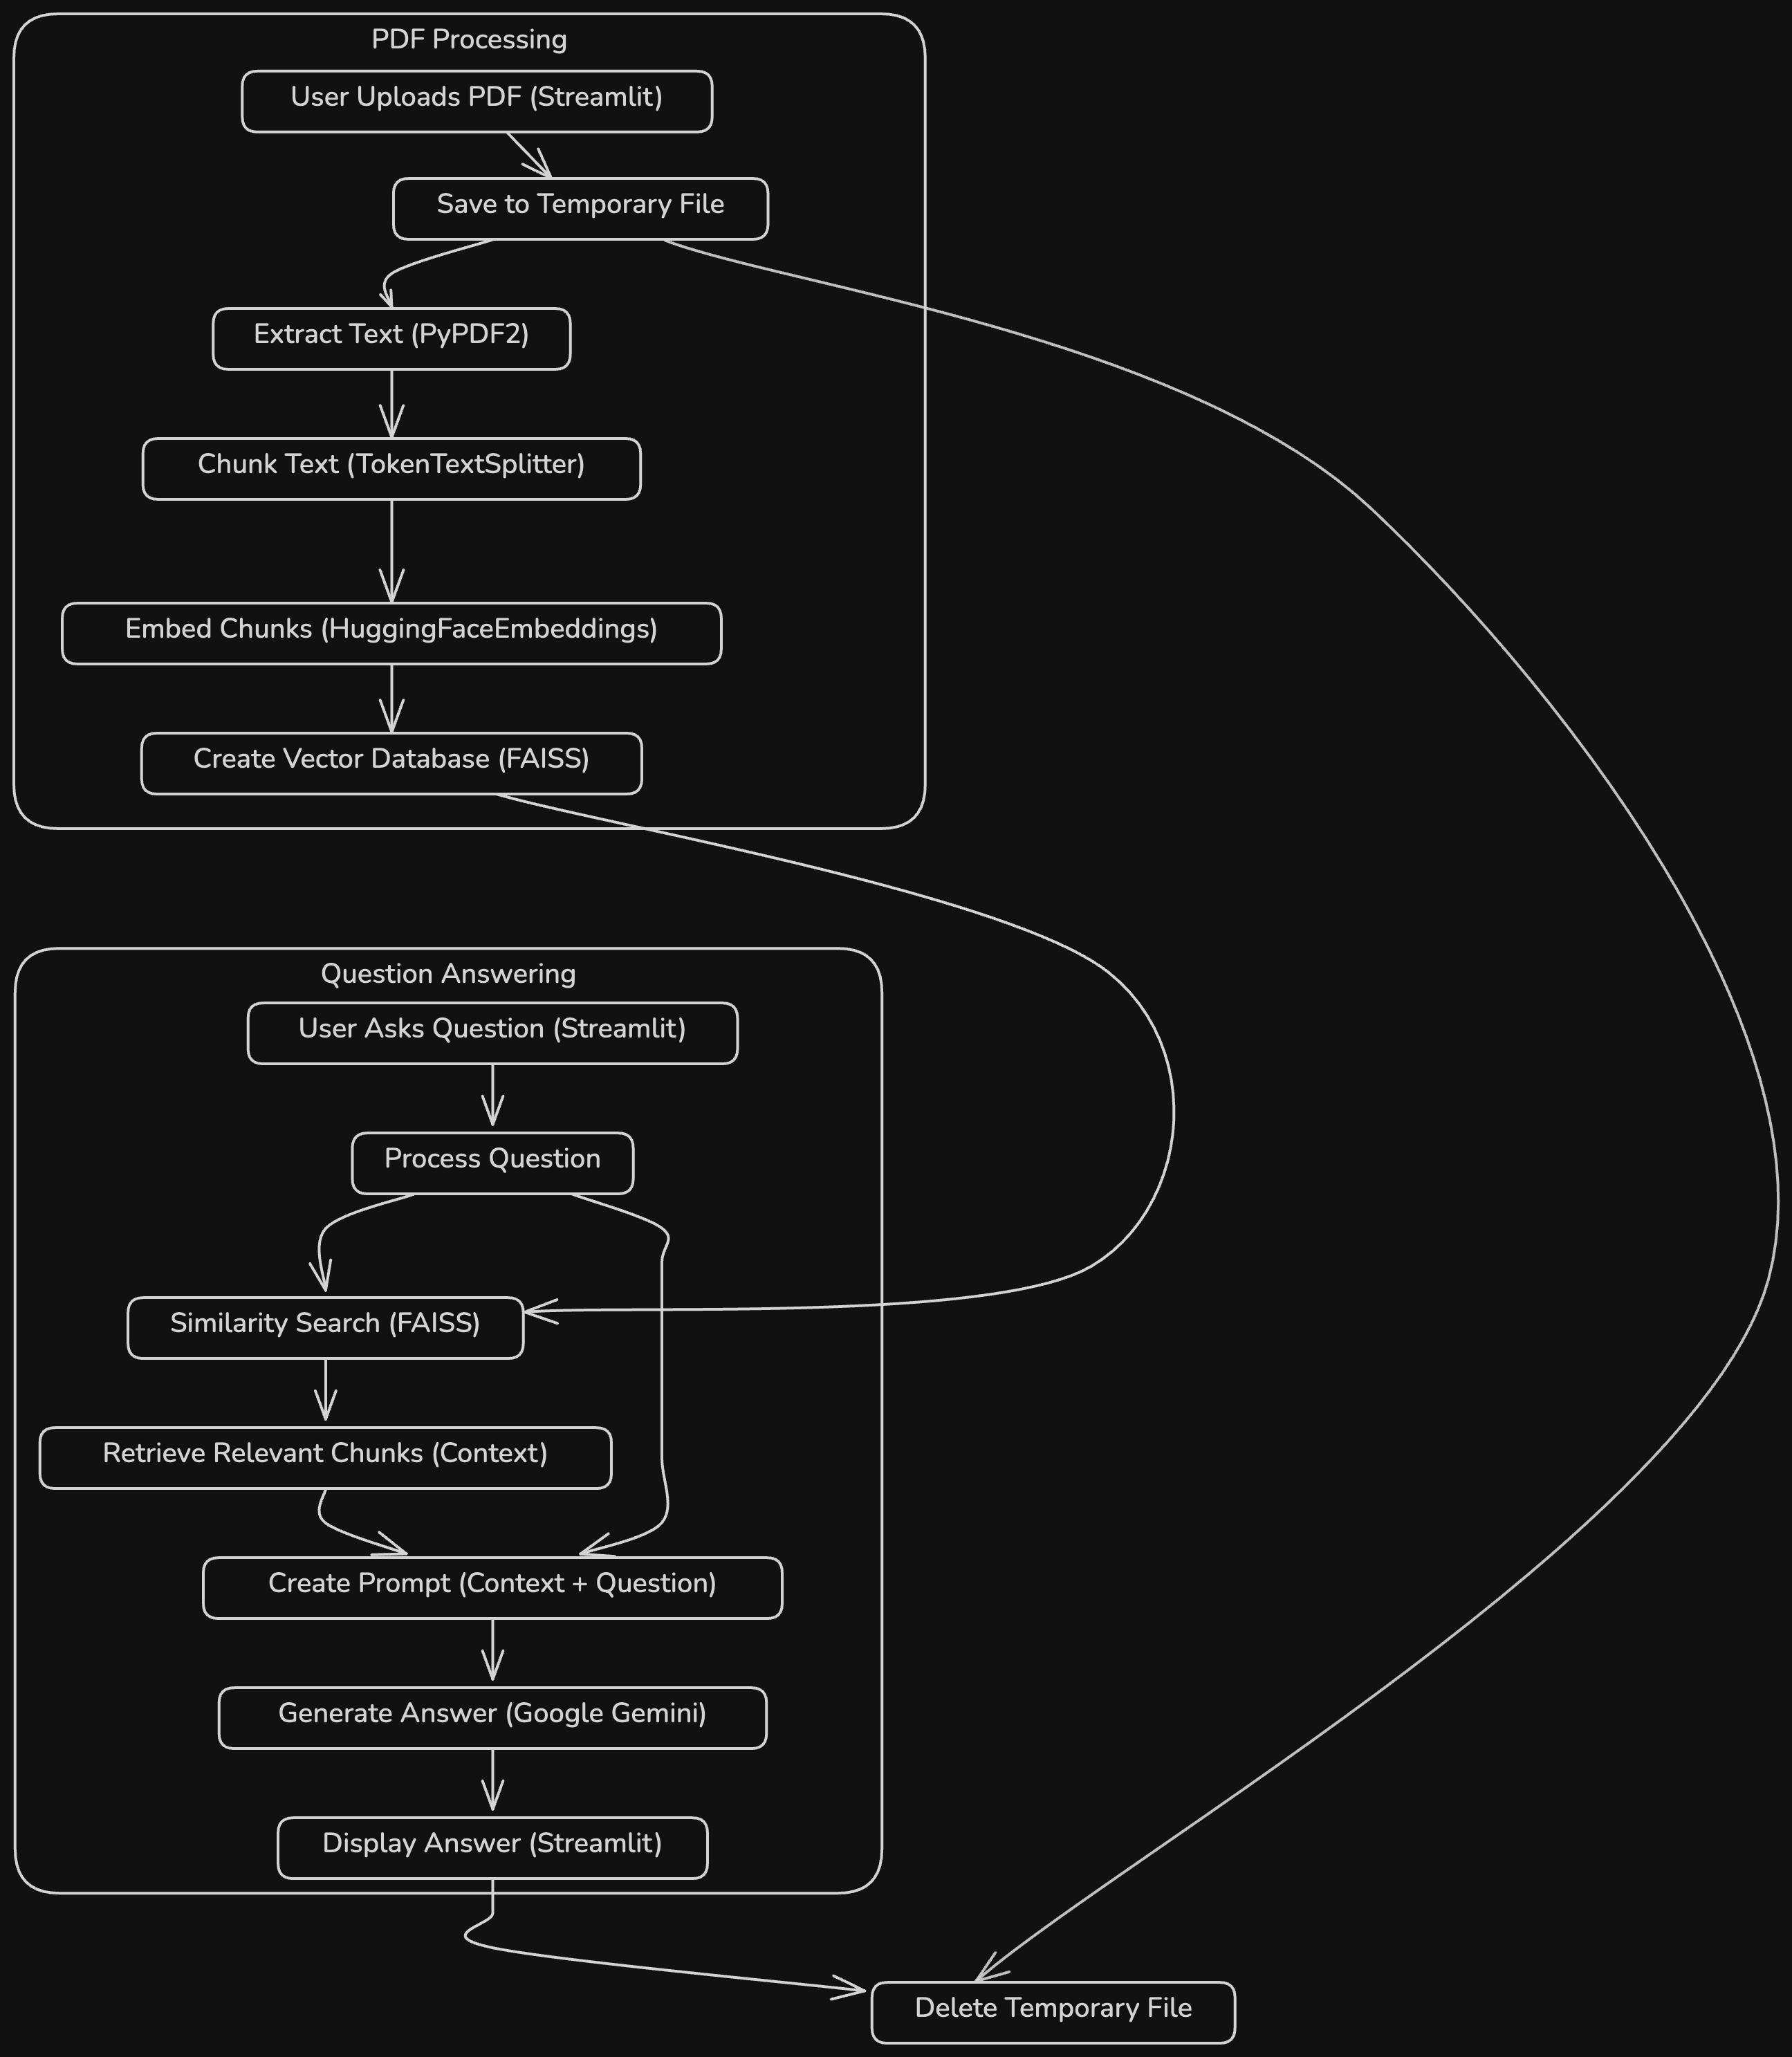 PDF Processing
User Uploads PDF (Streamlit)
Save to Temporary File
Extract Text (PyPDF2)
Chunk Text (TokenTextSplitter)
Embed Chunks (HuggingFaceEmbeddings)
Create Vector Database (FAISS)
Question Answering
User Asks Question (Streamlit)
Process Question
Similarity Search (FAISS)
Retrieve Relevant Chunks (Context)
Create Prompt (Context + Question)
Generate Answer (Google Gemini)
Display Answer (Streamlit)
Delete Temporary File